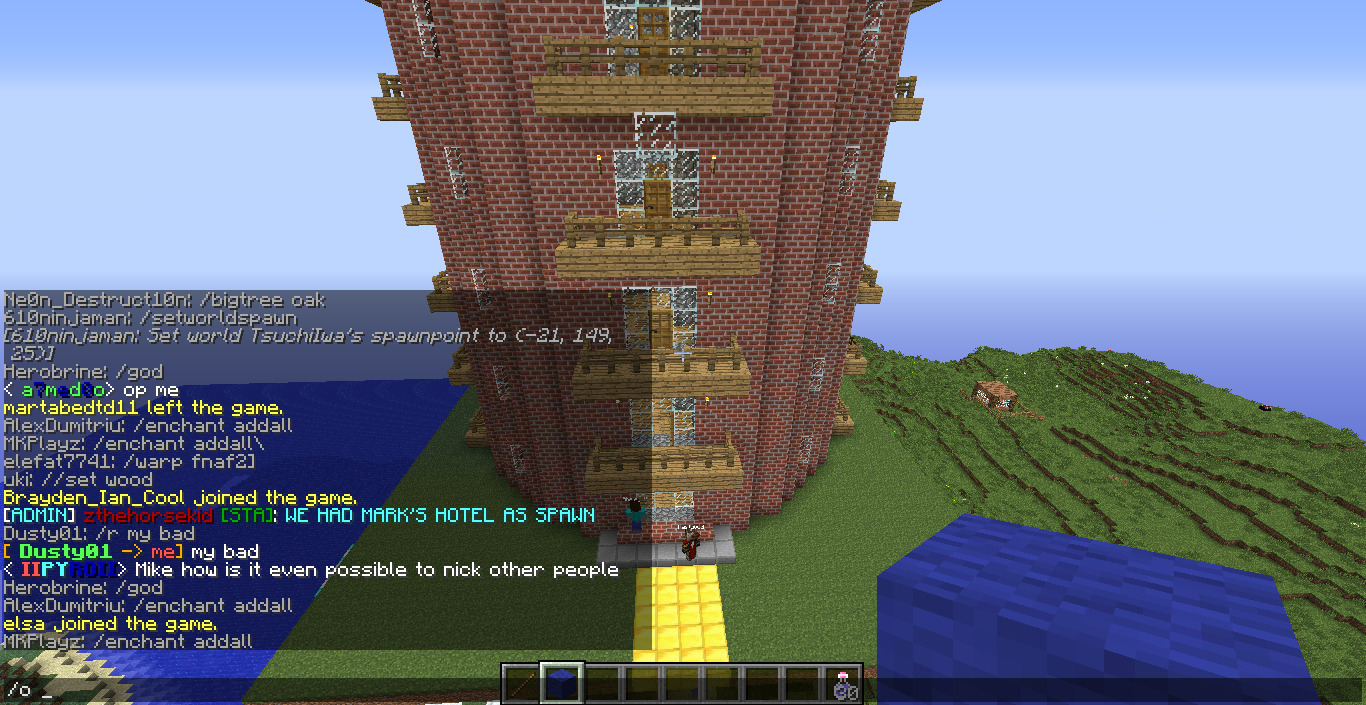 Ne0n_Destruct10n: /bigtree oak
610ninjaman: /setworldspawn
[610ninjaman: Set world TsuchiIwa's spawnpoint to (-21, 149,
25)]
Herobrine: /god
op me
martabedtd11 left the game.
AlexDumitriu: /enchant addall
MKPlayz: /enchant addall\
elefat7741: /warp fnaf2]
uki: //set wood
Brayden_Ian_Cool joined the game.
[ADMIN] zthehorsekid [STA]: WE HAD MARK'S HOTEL AS SPAWN
Dusty01: /r my bad
[ Dusty01 -> me] my bad
< IIPYROII> Mike how is it even possible to nick other people
Herobrine: /god
AlexDumitriu: /enchant addall
elsa joined the game.
MKPlayz: /enchant addall
/o _